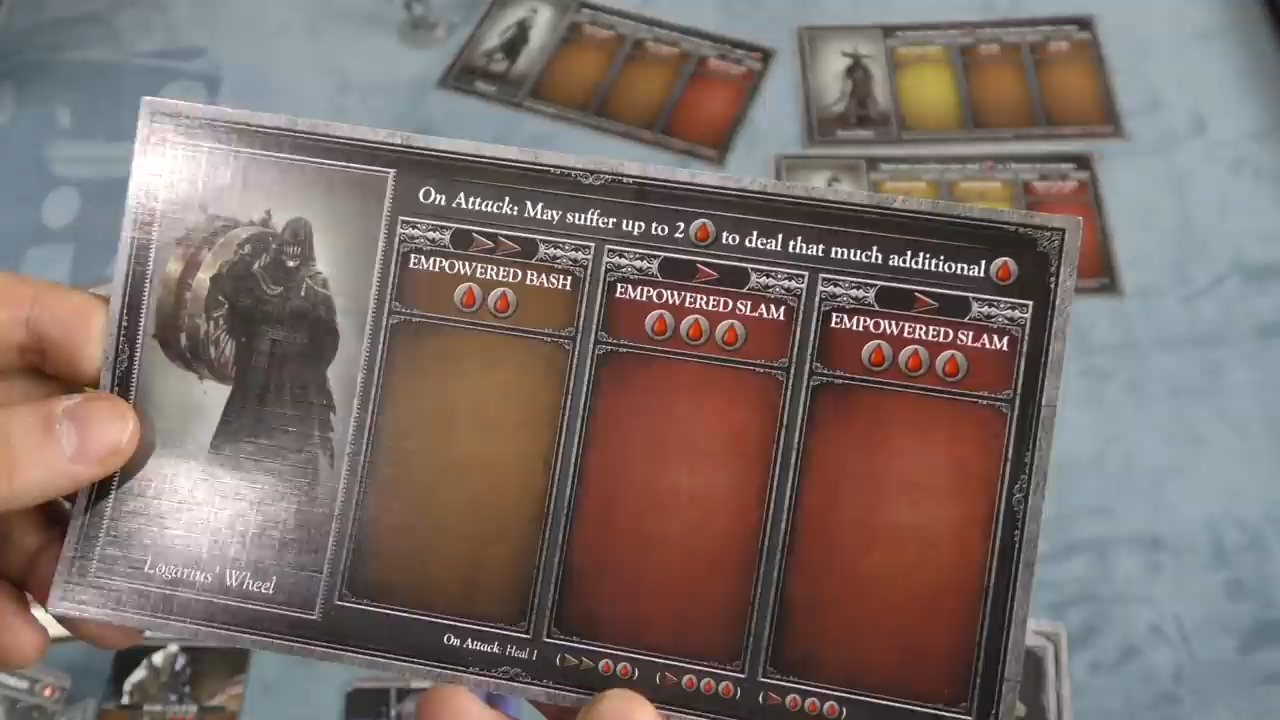 On Attack: May suffer up to 2 to deal that much additional
EMPOWERED BASH
EMPOWERED SLAM
EMPOWERED SLAM
Logarius' Wheel
On Attack: Heal 1